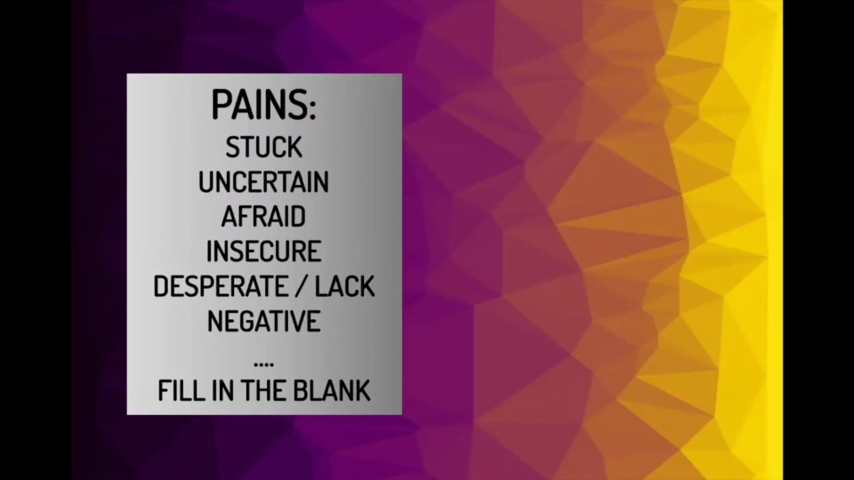 PAINS:
STUCK
UNCERTAIN
AFRAID
INSECURE
DESPERATE / LACK
NEGATIVE
....
FILL IN THE BLANK